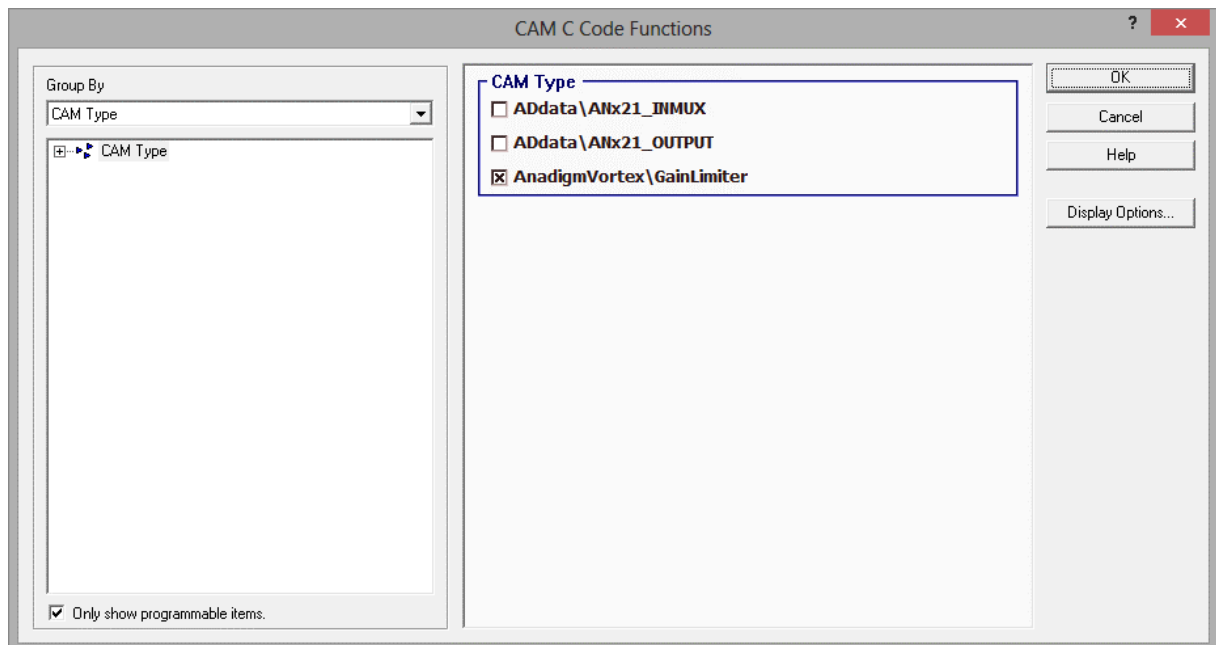 CAM C Code Functions
?
Group By
CAM Type
CAM Type
Only show programmable items.
CAM Type
ADdata\ANx21_INMUX
ADdata\ANx21_OUTPUT
AnadigmVortex\GainLimiter
OK
Cancel
Help
Display Options...